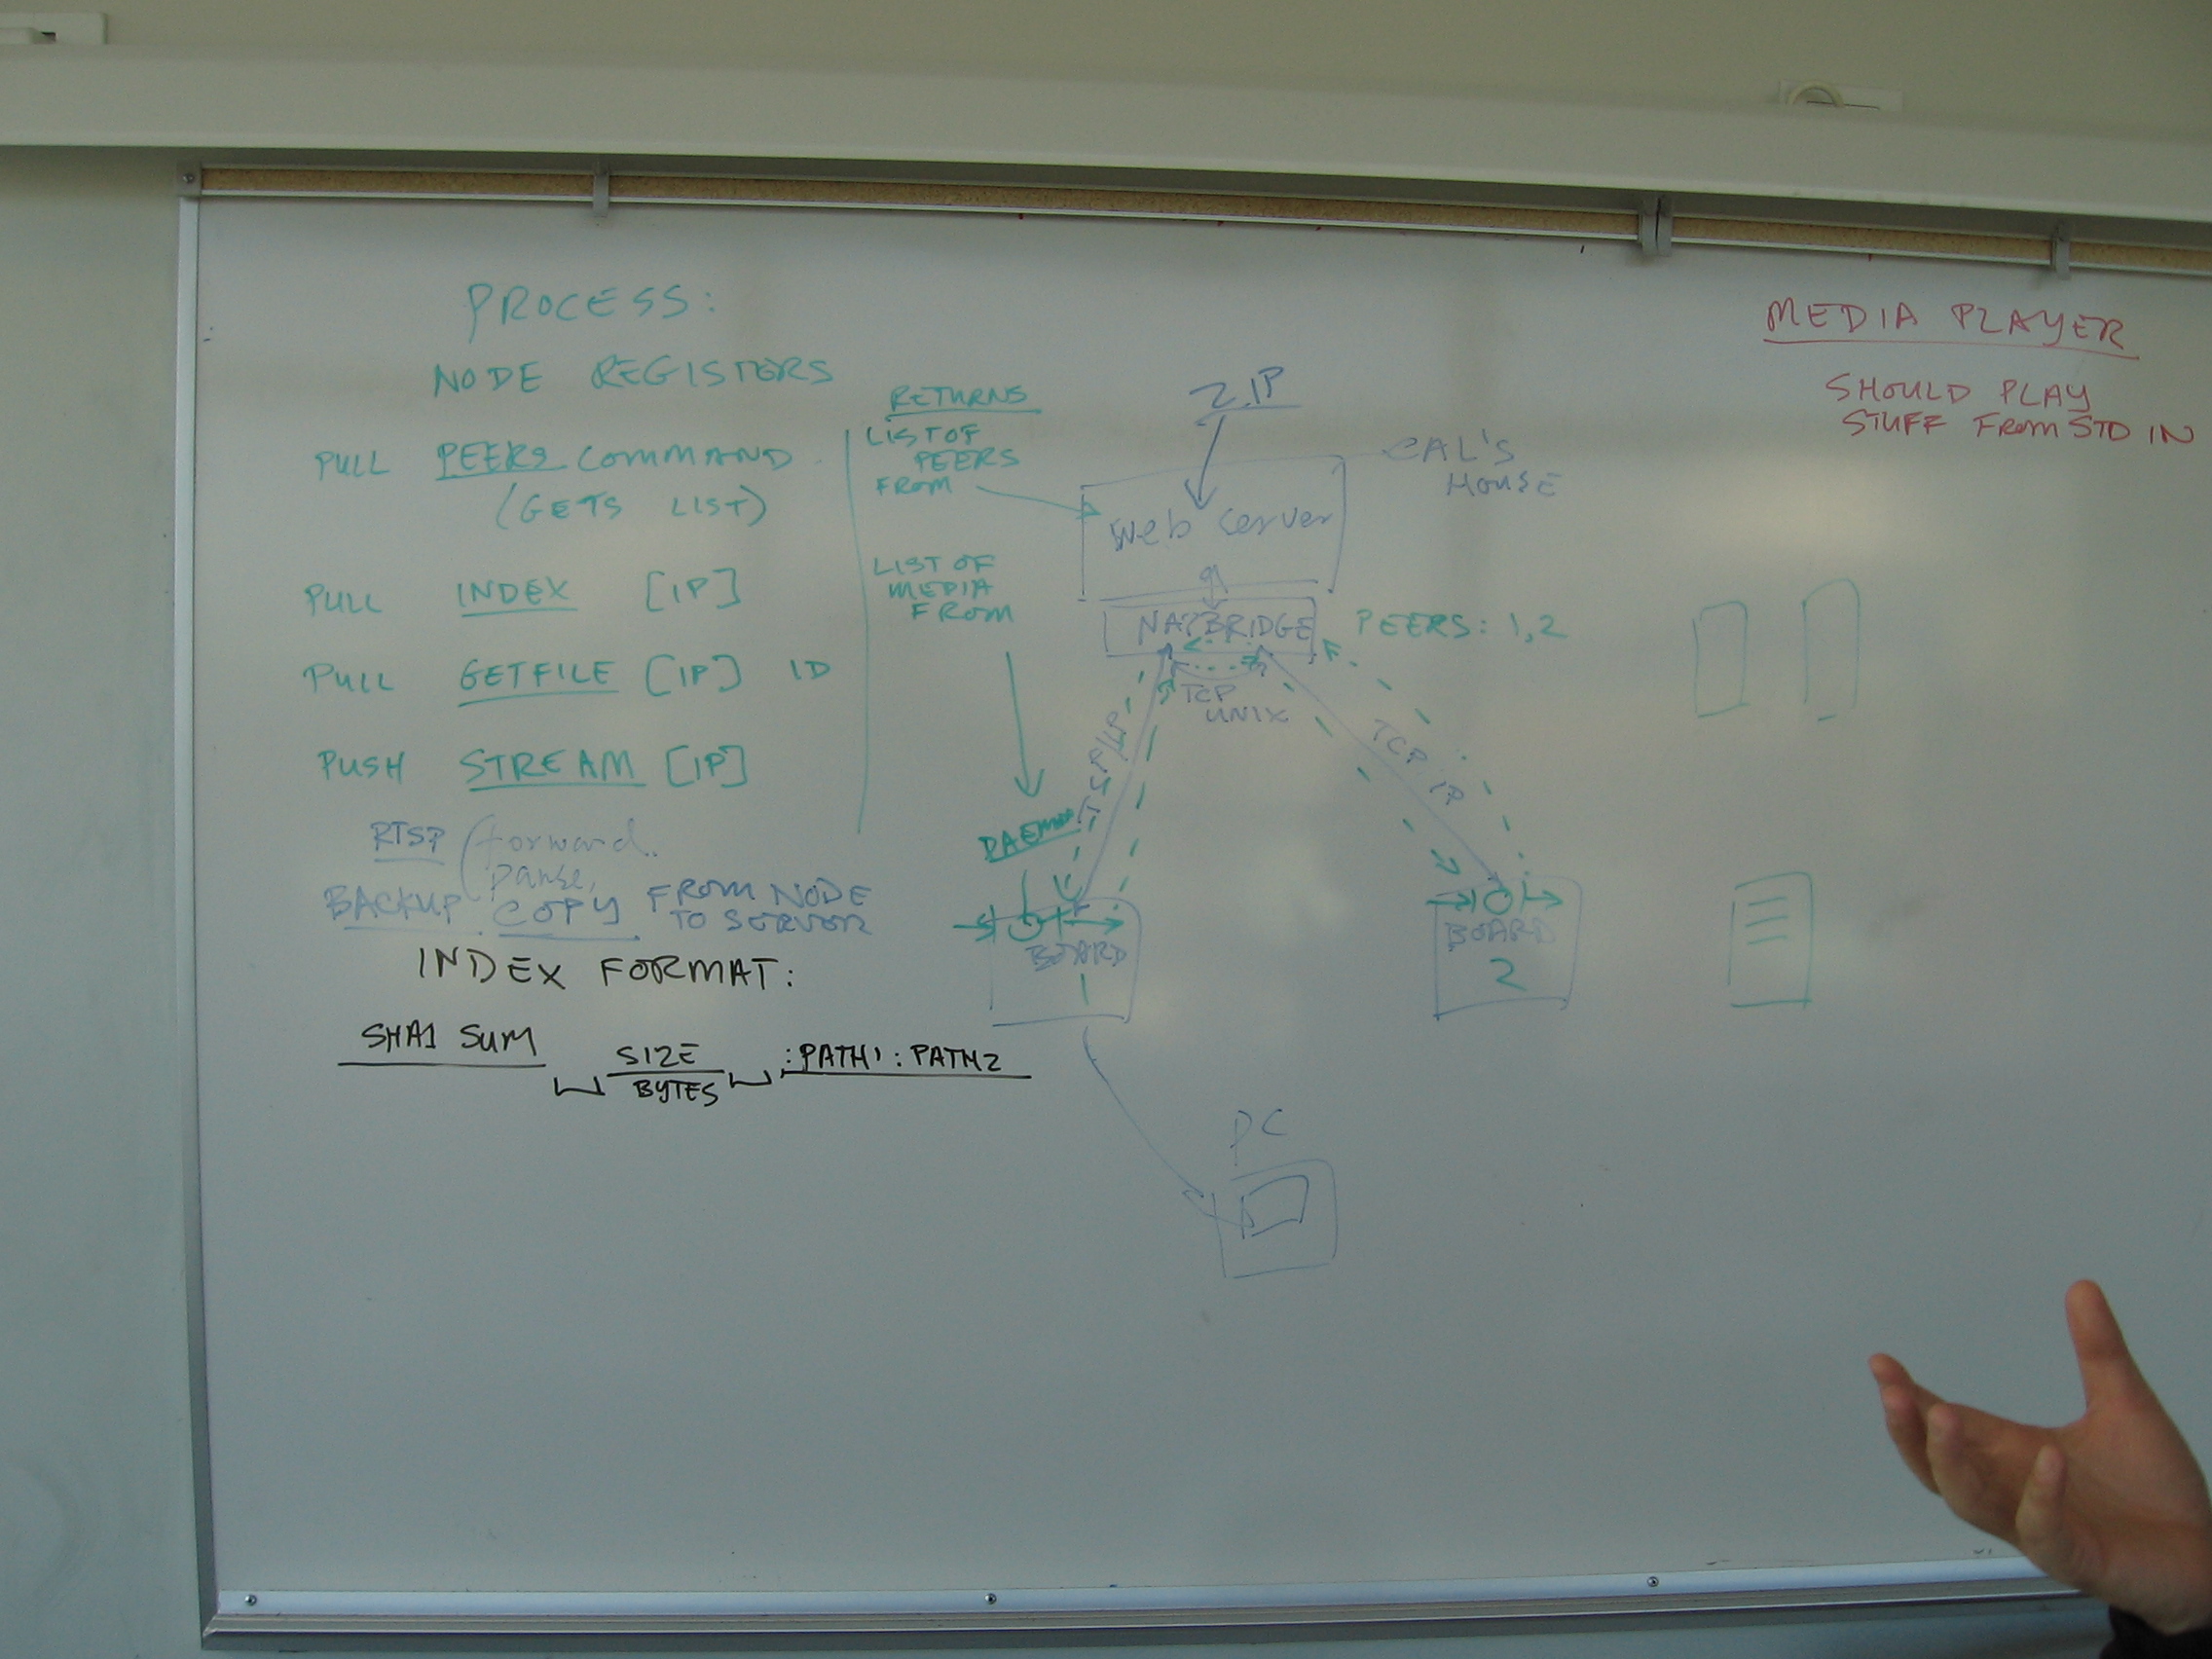 PROCESS:
NODE REGISTERS
PULL PEERS COMMAND
(GETS LIST)
PULL INDEX [IP]
PULL GETFILE [IP] ID
PUSH STREAM [IP]
RTSP (forward..
pause,
BACKUP COPY FROM NODE
TO SERVER
INDEX FORMAT:
SHA1 SUM
SIZE
BYTES
:PATH1:PATH2
RETURNS
LIST OF
PEERS
FROM
LIST OF
MEDIA
FROM
DAEMON
Z.IP
CAL'S
HOUSE
Web server
PEERS: 1,2
TCP
UNIX
TCP/IP
BOARD
1
BOARD
2
PC
MEDIA PLAYER
SHOULD PLAY
STUFF FROM STD IN